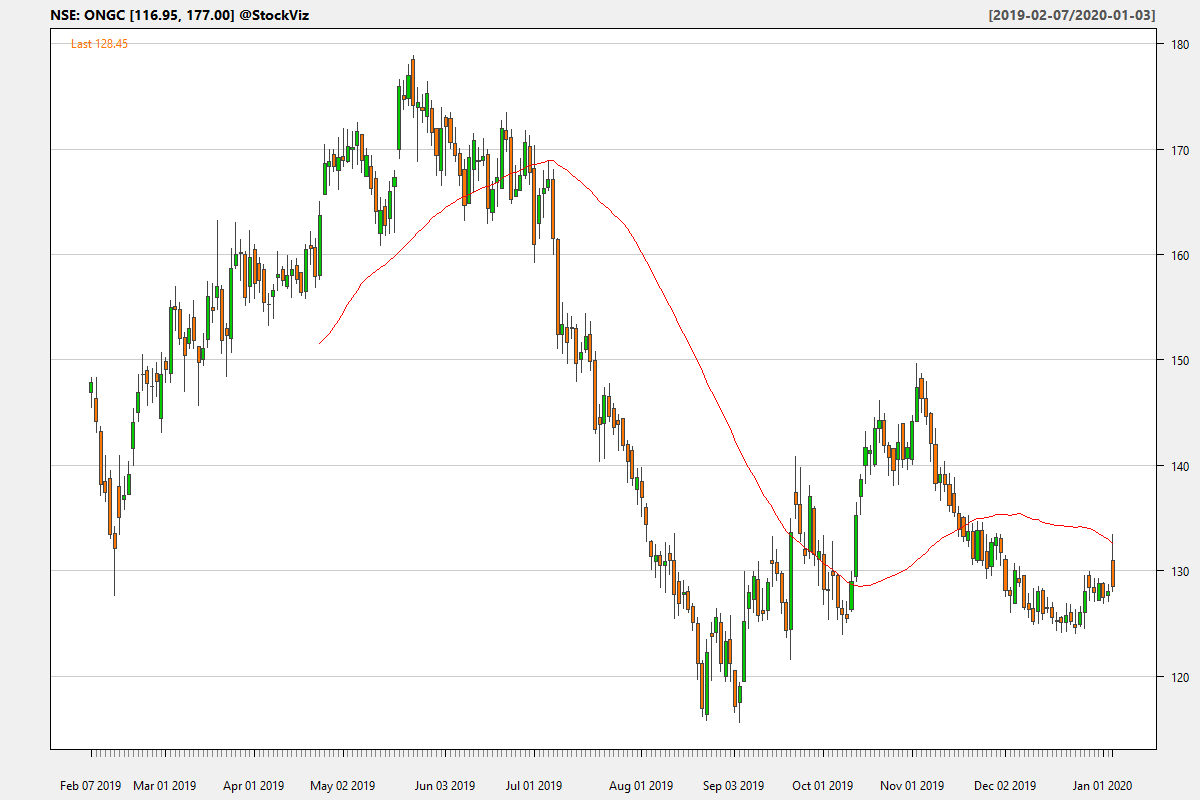 NSE: ONGC [116.95, 177.00] @StockViz [2019-02-07/2020-01-03]
Last 128.45
180
170
160
150
140
130
120
Feb 07 2019 Mar 01 2019 Apr 01 2019 May 02 2019 Jun 03 2019 Jul 01 2019 Aug 01 2019 Sep 03 2019 Oct 01 2019 Nov 01 2019 Dec 02 2019 Jan 01 2020